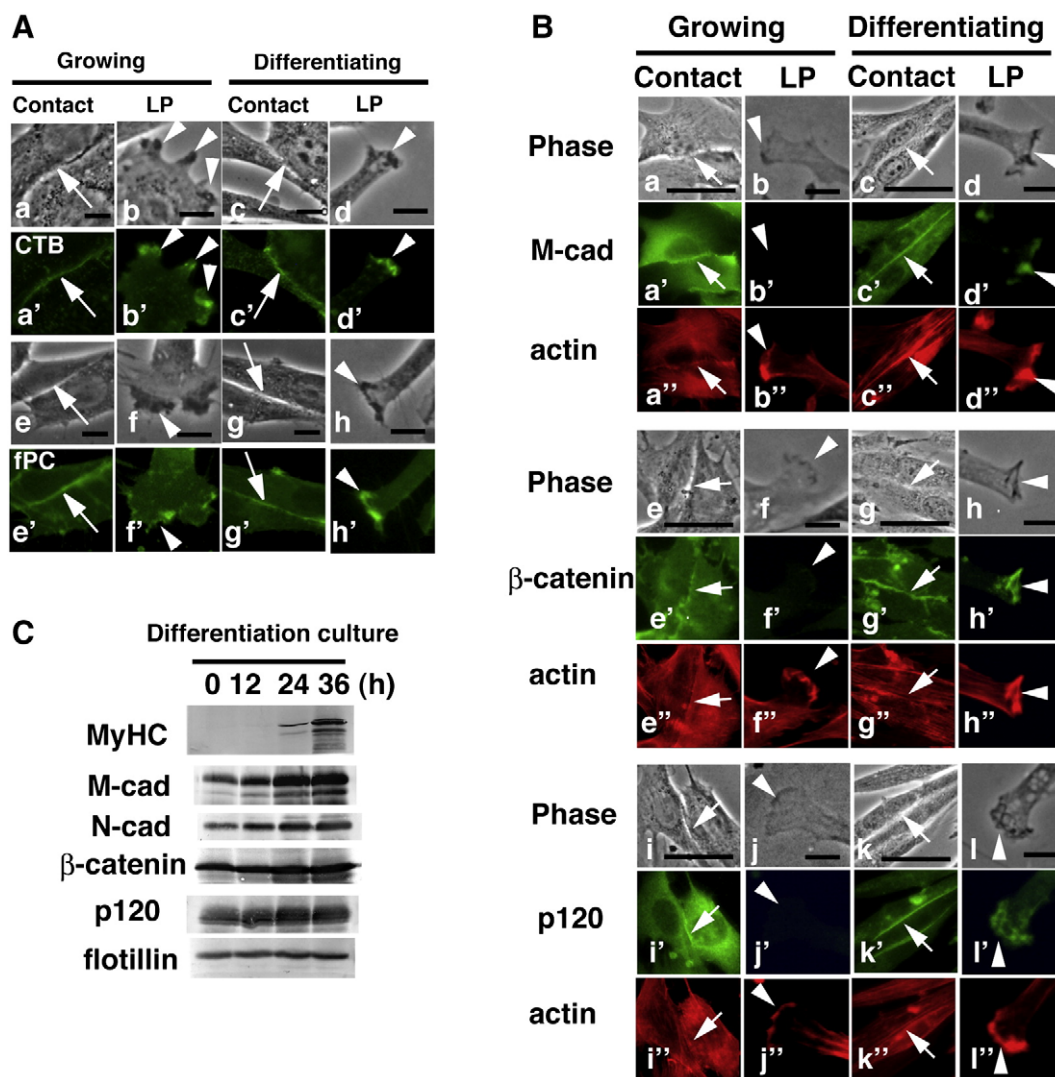 A
Growing Differentiating
Contact LP Contact LP
a b c d
CTB
a’ b’ c’ d’
e f g h
fPC
e’ f’ g’ h’
B
Growing Differentiating
Contact LP Contact LP
Phase
a b c d
M-cad
a’ b’ c’ d’
actin
a’’ b’’ c’’ d’’
Phase
e f g h
β-catenin
e’ f’ g’ h’
actin
e’’ f’’ g’’ h’’
Phase
i j k l
p120
i’ j’ k’ l’
actin
i’’ j’’ k’’ l’’
C
Differentiation culture
0 12 24 36 (h)
MyHC
M-cad
N-cad
β-catenin
p120
flotillin